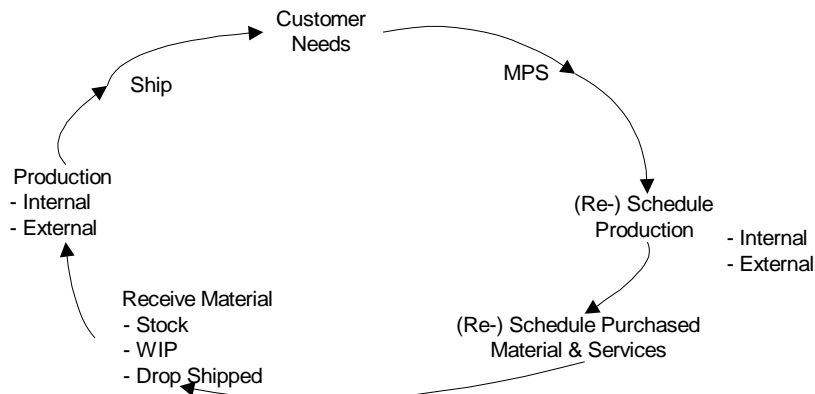 Customer
Needs
MPS
Ship
Production
- Internal
- External
(Re-) Schedule
Production
- Internal
- External
Receive Material
- Stock
- WIP
- Drop Shipped
(Re-) Schedule Purchased
Material & Services